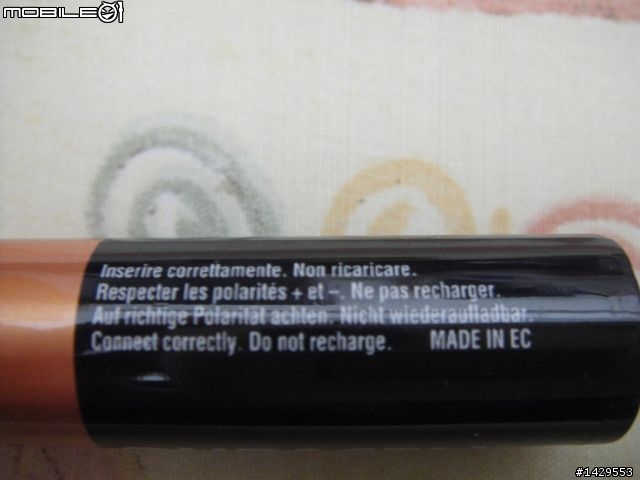 MOBILE01
Inserire correttamente. Non ricaricare.
Respecter les polarités + et –. Ne pas recharger.
Auf richtige Polarität achten. Nicht wiederaufladbar.
Connect correctly. Do not recharge. MADE IN EC
#1429553